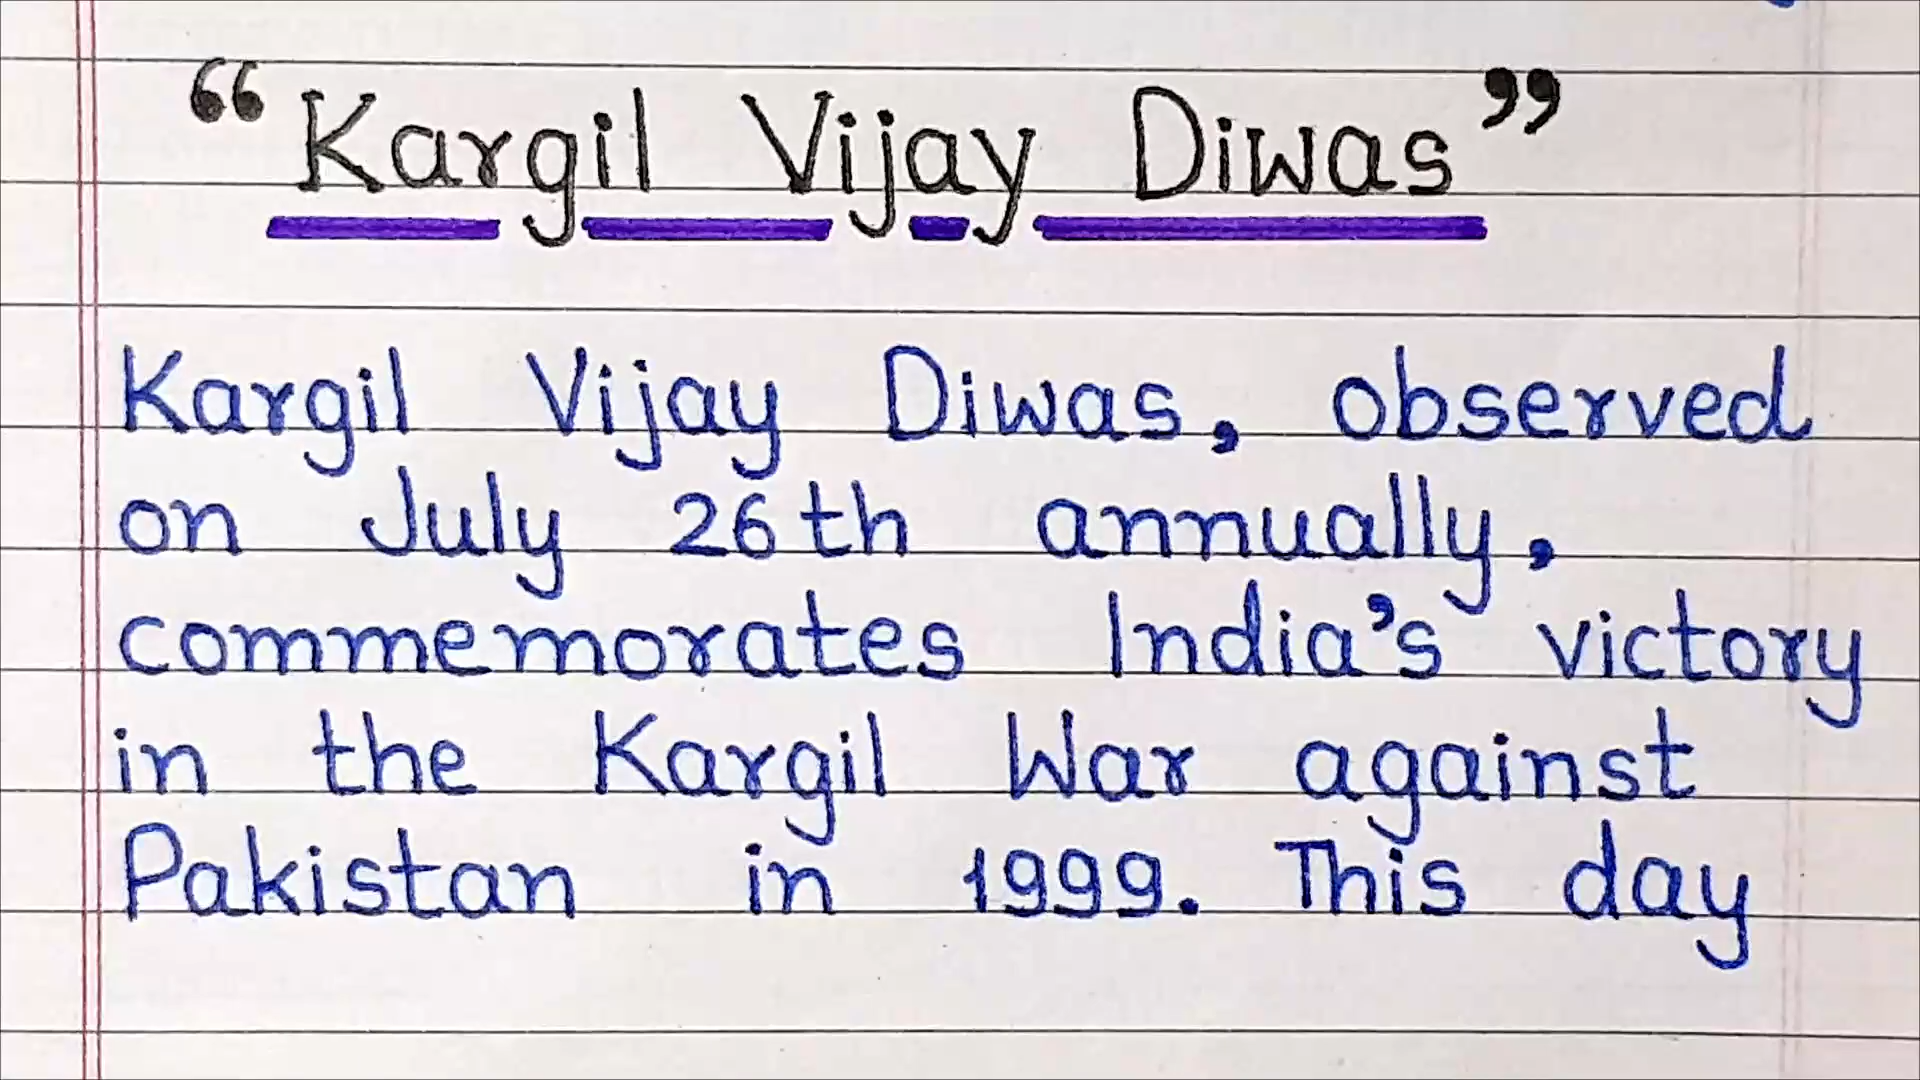 “Kargil Vijay Diwas”
Kargil Vijay Diwas, observed
on July 26th annually,
commemorates India’s victory
in the Kargil War against
Pakistan in 1999. This day